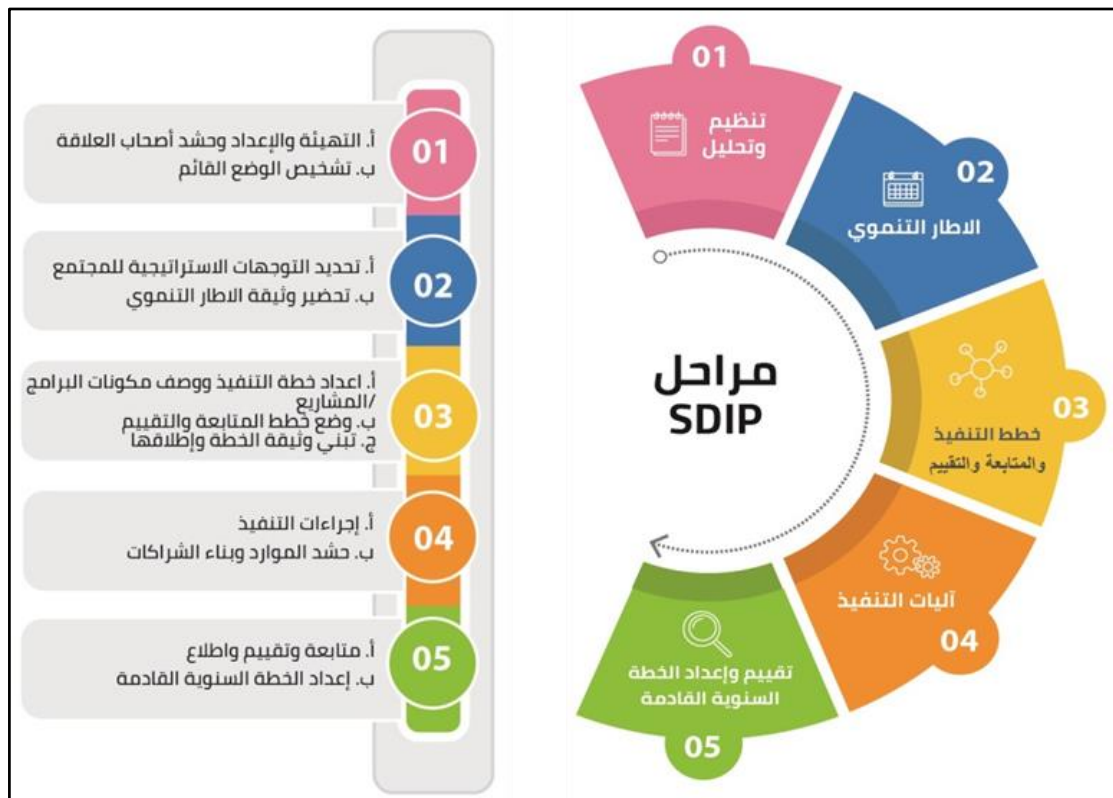 مراحل
SDIP
01
تنظيم
وتحليل
02
الاطار التنموي
03
خطط التنفيذ
والمتابعة والتقييم
04
آليات التنفيذ
05
تقييم وإعداد الخطة
السنوية القادمة
01
أ. التهيئة والإعداد وحشد أصحاب العلاقة
ب. تشخيص الوضع القائم
02
أ. تحديد التوجهات الاستراتيجية للمجتمع
ب. تحضير وثيقة الاطار التنموي
03
أ. اعداد خطة التنفيذ ووصف مكونات البرامج
/المشاريع
ب. وضع خطط المتابعة والتقييم
ج. تبني وثيقة الخطة وإطلاقها
04
أ. إجراءات التنفيذ
ب. حشد الموارد وبناء الشراكات
05
أ. متابعة وتقييم واطلاع
ب. إعداد الخطة السنوية القادمة